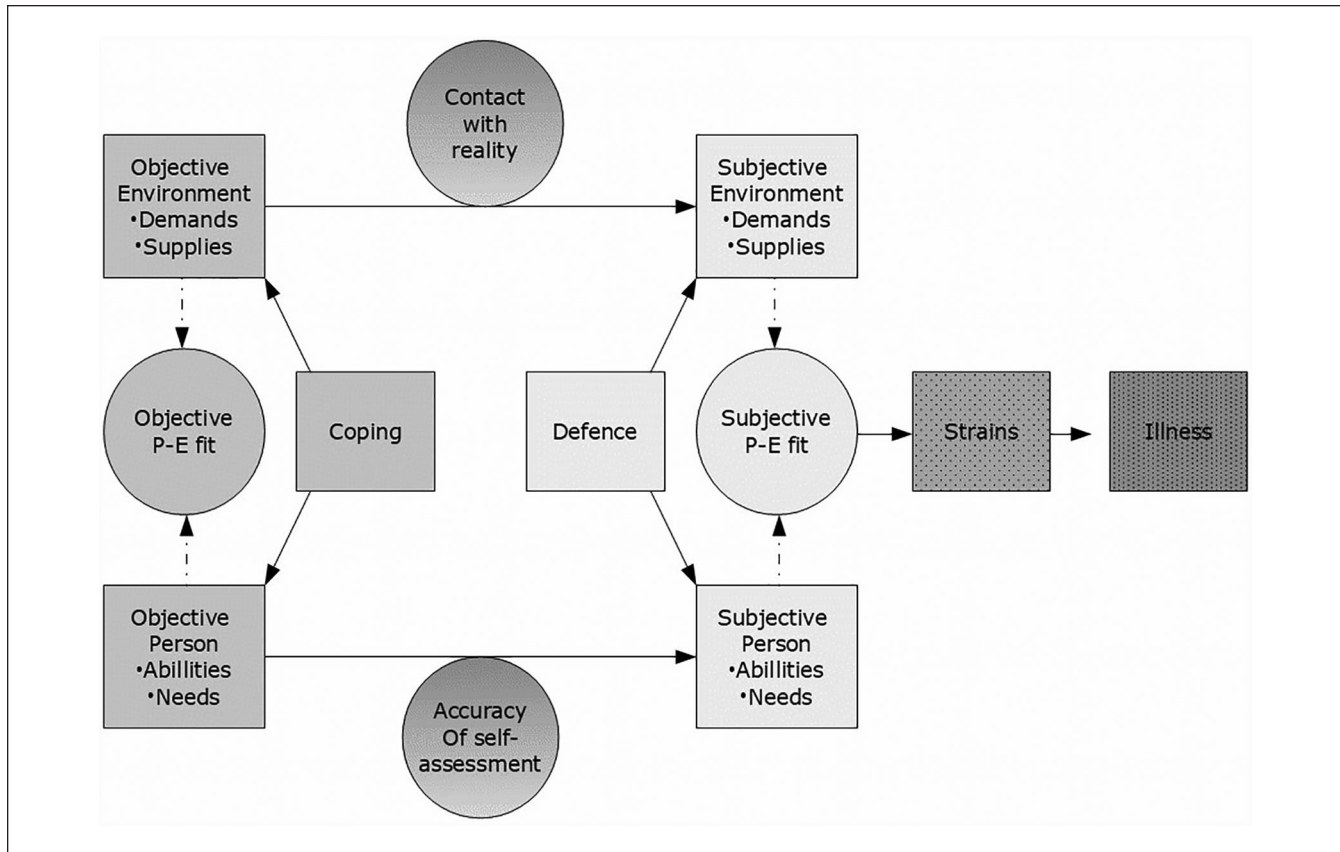 Contact
with
reality
Objective
Environment
•Demands
•Supplies
Subjective
Environment
•Demands
•Supplies
Objective
P-E fit
Coping
Defence
Subjective
P-E fit
Strains
Illness
Objective
Person
•Abillities
•Needs
Subjective
Person
•Abilities
•Needs
Accuracy
Of self-
assessment